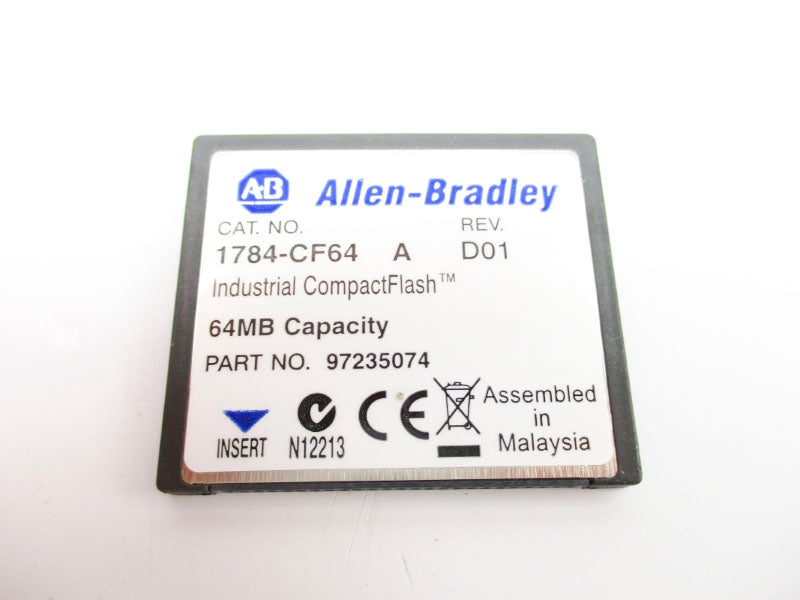 AB Allen-Bradley
CAT. NO. REV.
1784-CF64 A D01
Industrial CompactFlash™
64MB Capacity
PART NO. 97235074
INSERT N12213 CE Assembled in Malaysia